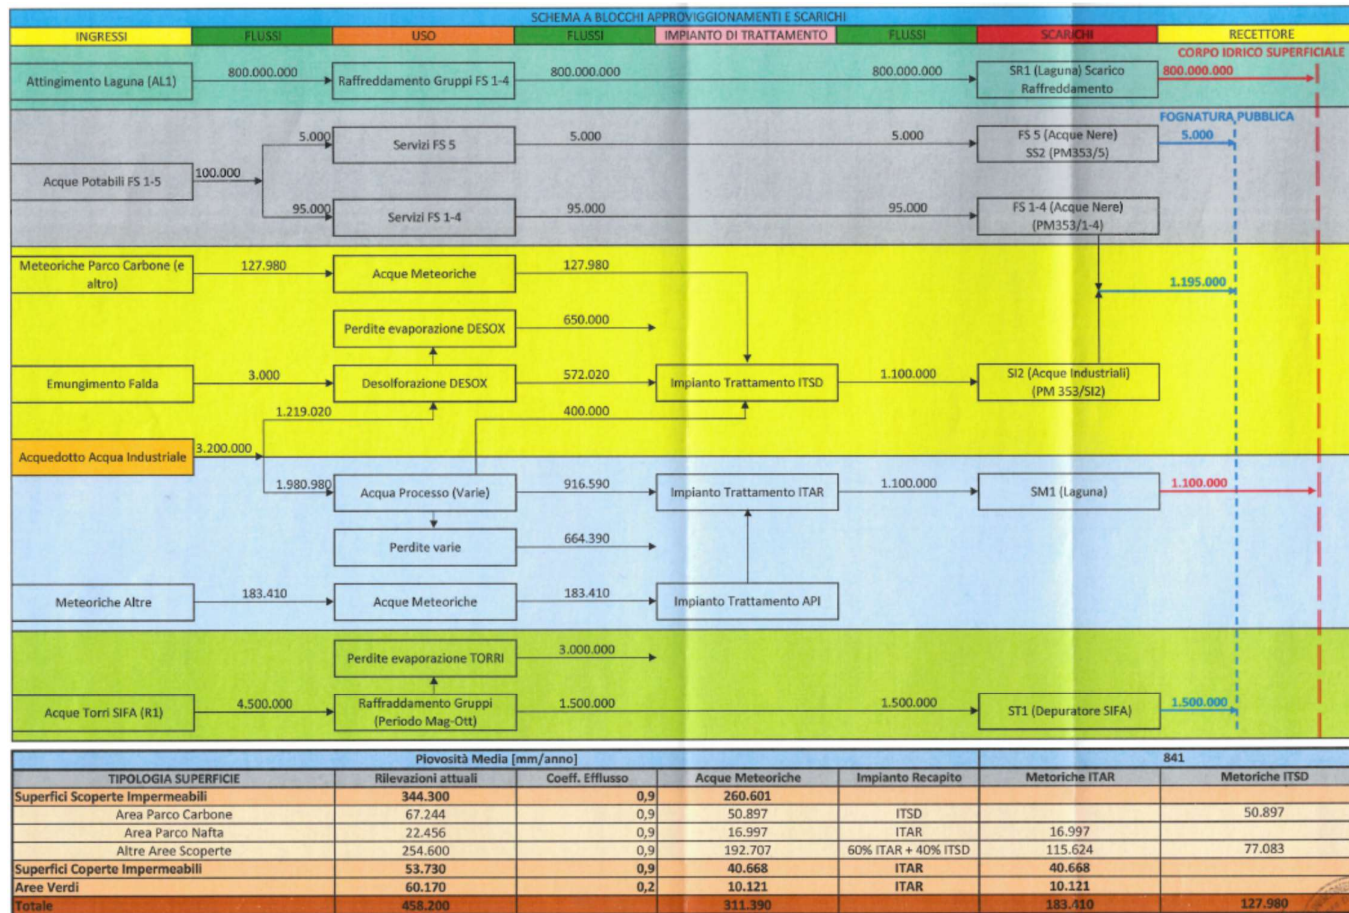 SCHEMA A BLOCCHI APPROVIGGIONAMENTI E SCARICHI
INGRESSI FLUSSI USO FLUSSI IMPIANTO DI TRATTAMENTO FLUSSI SCARICHI RECETTORE
CORPO IDRICO SUPERFICIALE
Attingimento Laguna (AL1) 800.000.000 Raffreddamento Gruppi FS 1-4 800.000.000 800.000.000 SR1 (Laguna) Scarico 800.000.000
Raffreddamento
FOGNATURA PUBBLICA
5.000 Servizi FS 5 5.000 5.000 FS 5 (Acque Nere) 5.000
SS2 (PM353/5)
Acque Potabili FS 1-5 100.000
95.000 Servizi FS 1-4 95.000 95.000 FS 1-4 (Acque Nere)
(PM353/1-4)
Meteoriche Parco Carbone (e 127.980 Acque Meteoriche 127.980
altro)
1.195.000
Perdite evaporazione DESOX 650.000
Emungimento Falda 3.000 Desolforazione DESOX 572.020 Impianto Trattamento ITSD 1.100.000 SI2 (Acque Industriali)
(PM 353/SI2)
1.219.020 400.000
Acquedotto Acqua Industriale 3.200.000
1.980.980 Acqua Processo (Varie) 916.590 Impianto Trattamento ITAR 1.100.000 SM1 (Laguna) 1.100.000
Perdite varie 664.390
Meteoriche Altre 183.410 Acque Meteoriche 183.410 Impianto Trattamento API
Perdite evaporazione TORRI 3.000.000
Acque Torri SIFA (R1) 4.500.000 Raffraddamento Gruppi 1.500.000 1.500.000 ST1 (Depuratore SIFA) 1.500.000
(Periodo Mag-Ott)
Piovosità Media [mm/anno] 841
TIPOLOGIA SUPERFICIE Rilevazioni attuali Coeff. Efflusso Acque Meteoriche Impianto Recapito Metoriche ITAR Metoriche ITSD
Superfici Scoperte Impermeabili 344.300 0,9 260.601
Area Parco Carbone 67.244 0,9 50.897 ITSD 50.897
Area Parco Nafta 22.456 0,9 16.997 ITAR 16.997
Altre Aree Scoperte 254.600 0,9 192.707 60% ITAR + 40% ITSD 115.624 77.083
Superfici Coperte Impermeabili 53.730 0,9 40.668 ITAR 40.668
Aree Verdi 60.170 0,2 10.121 ITAR 10.121
Totale 458.200 311.390 183.410 127.980